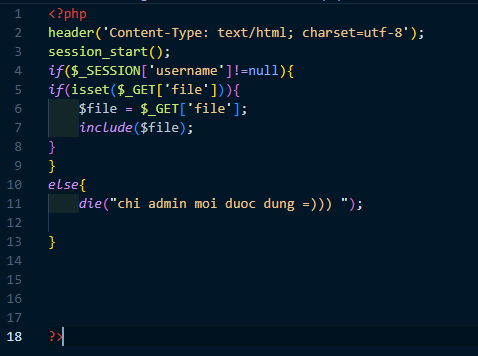 1 <?php
2 header('Content-Type: text/html; charset=utf-8');
3 session_start();
4 if($_SESSION['username']!=null){
5 if(isset($_GET['file'])){
6     $file = $_GET['file'];
7     include($file);
8 }
9 }
10 else{
11     die("chi admin moi duoc dung =))) ");
12
13 }
14
15
16
17
18 ?>